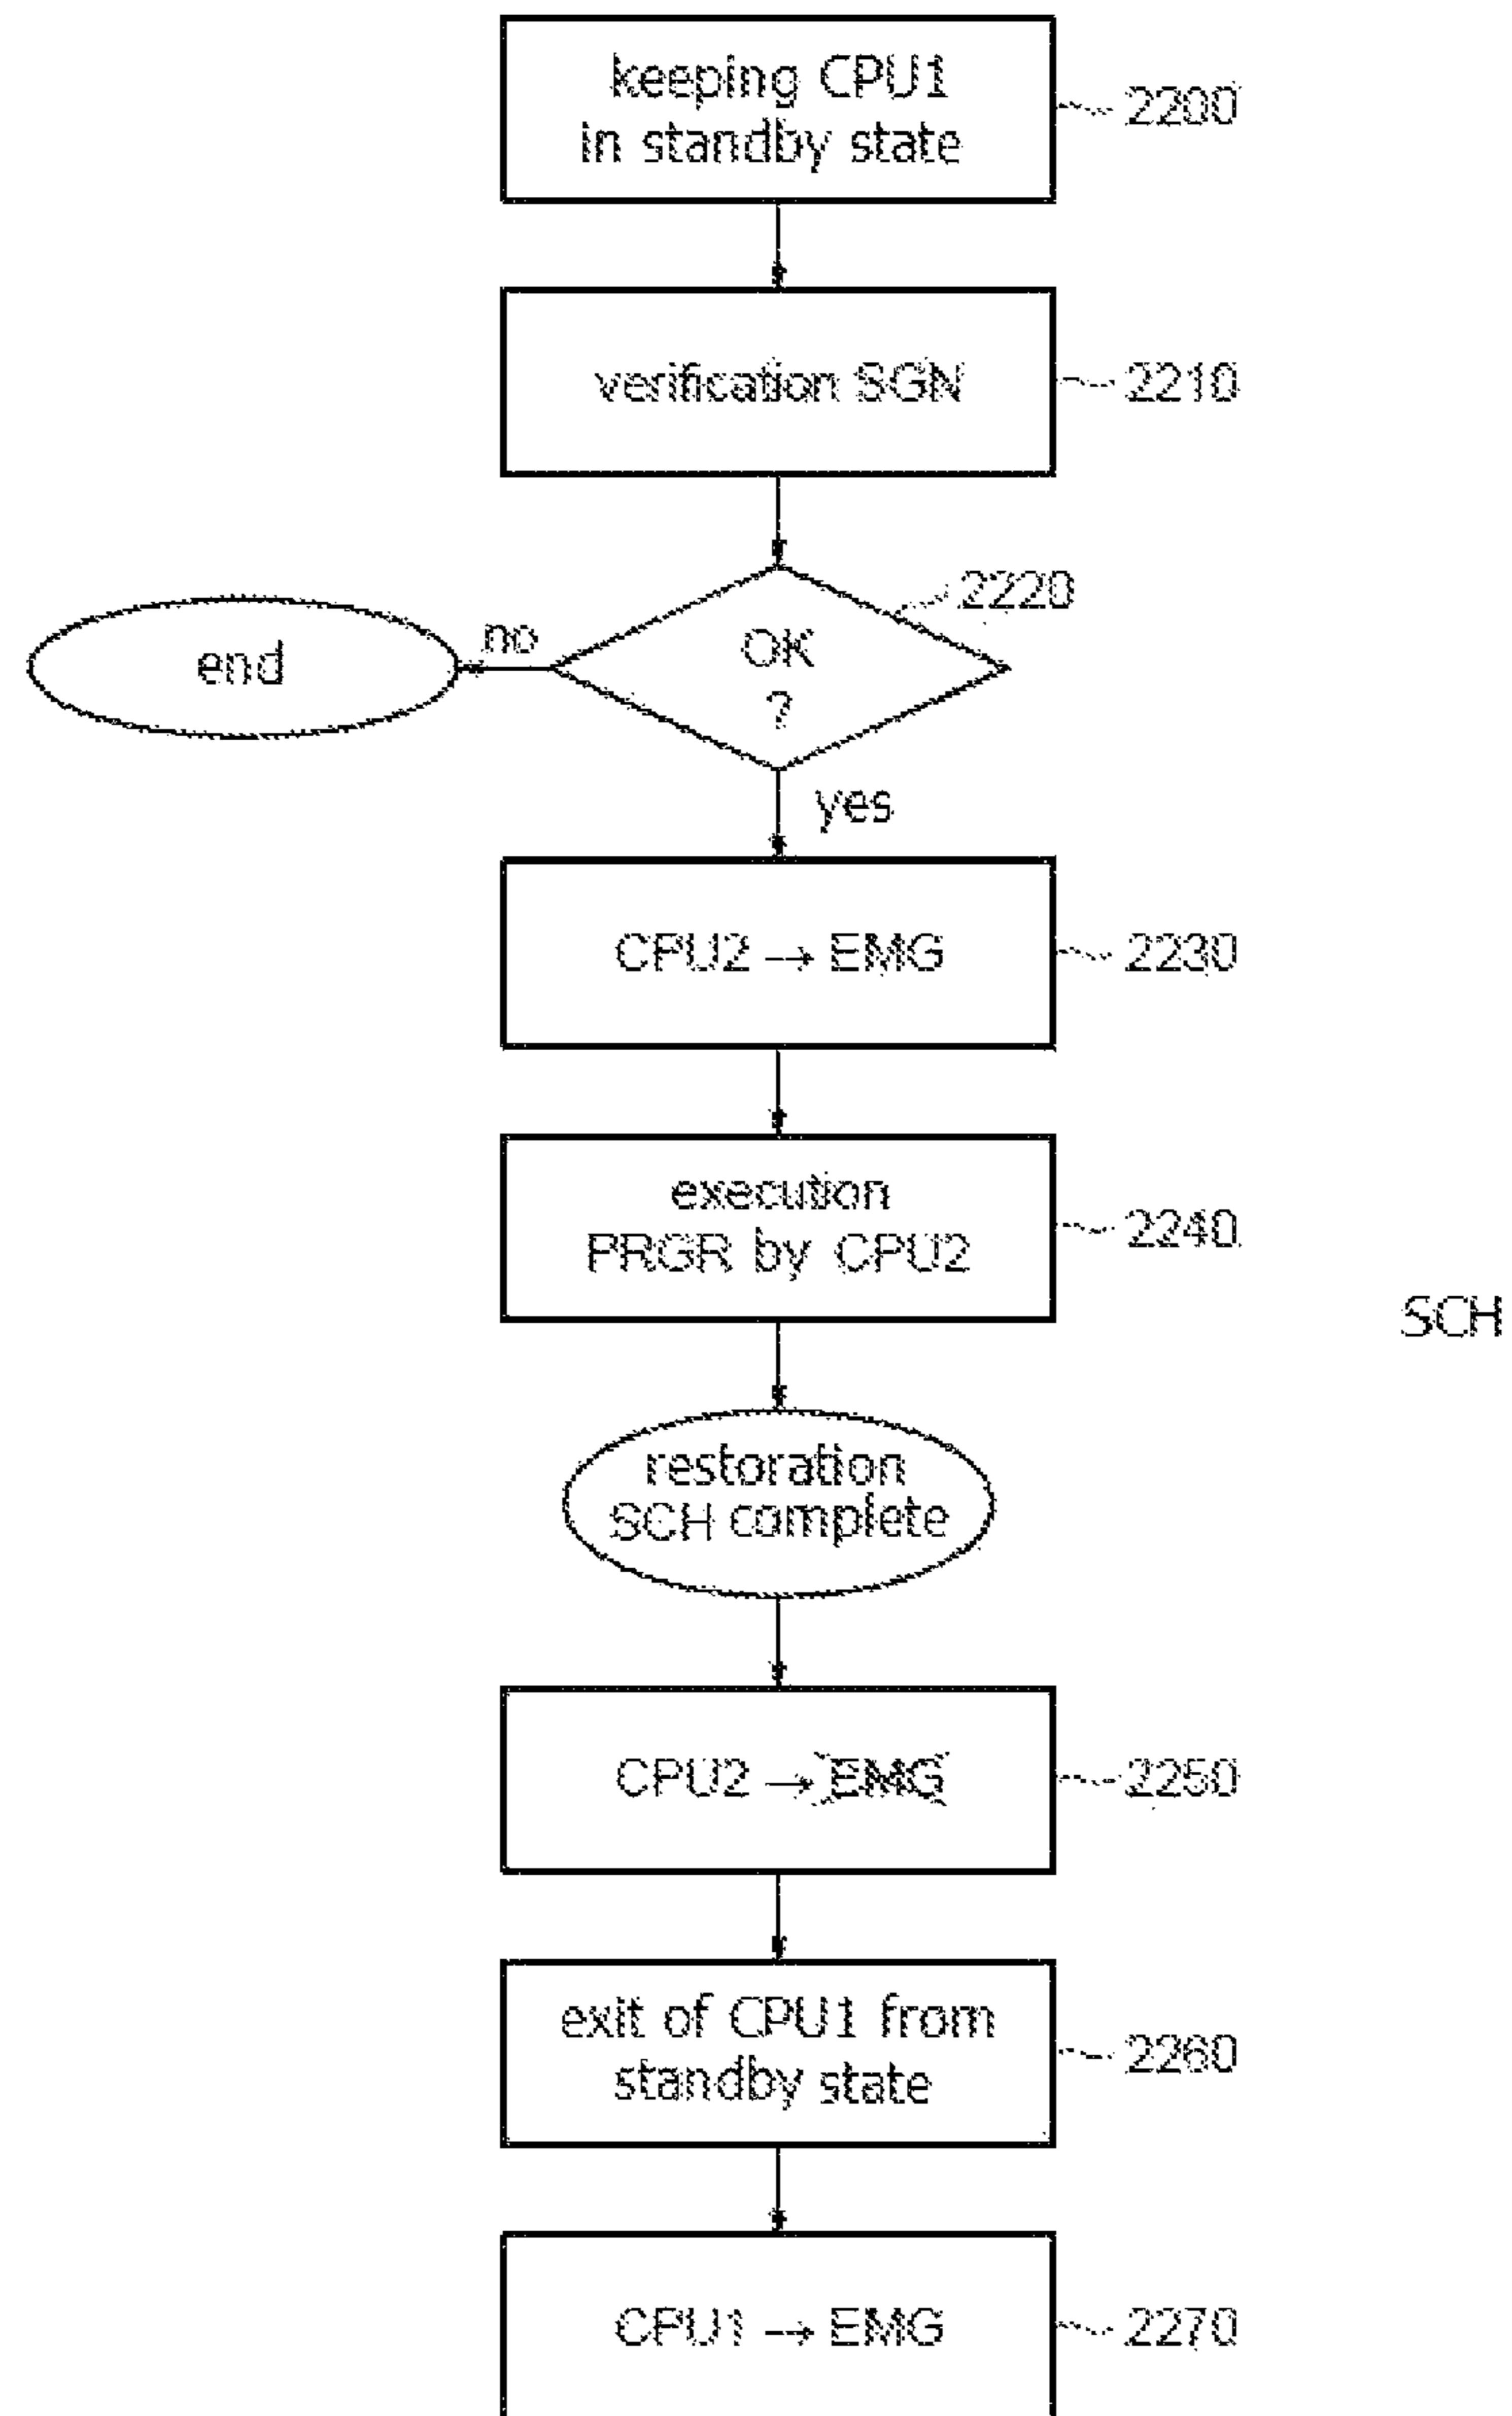 keeping CPU1
in standby state
2200
verification SGN
2210
2220
OK
?
no
end
yes
CPU2 → EMG
2230
execution
PRGR by CPU2
2240
SCH
restoration
SCH complete
CPU2 → EMG
2250
exit of CPU1 from
standby state
2260
CPU1 → EMG
2270